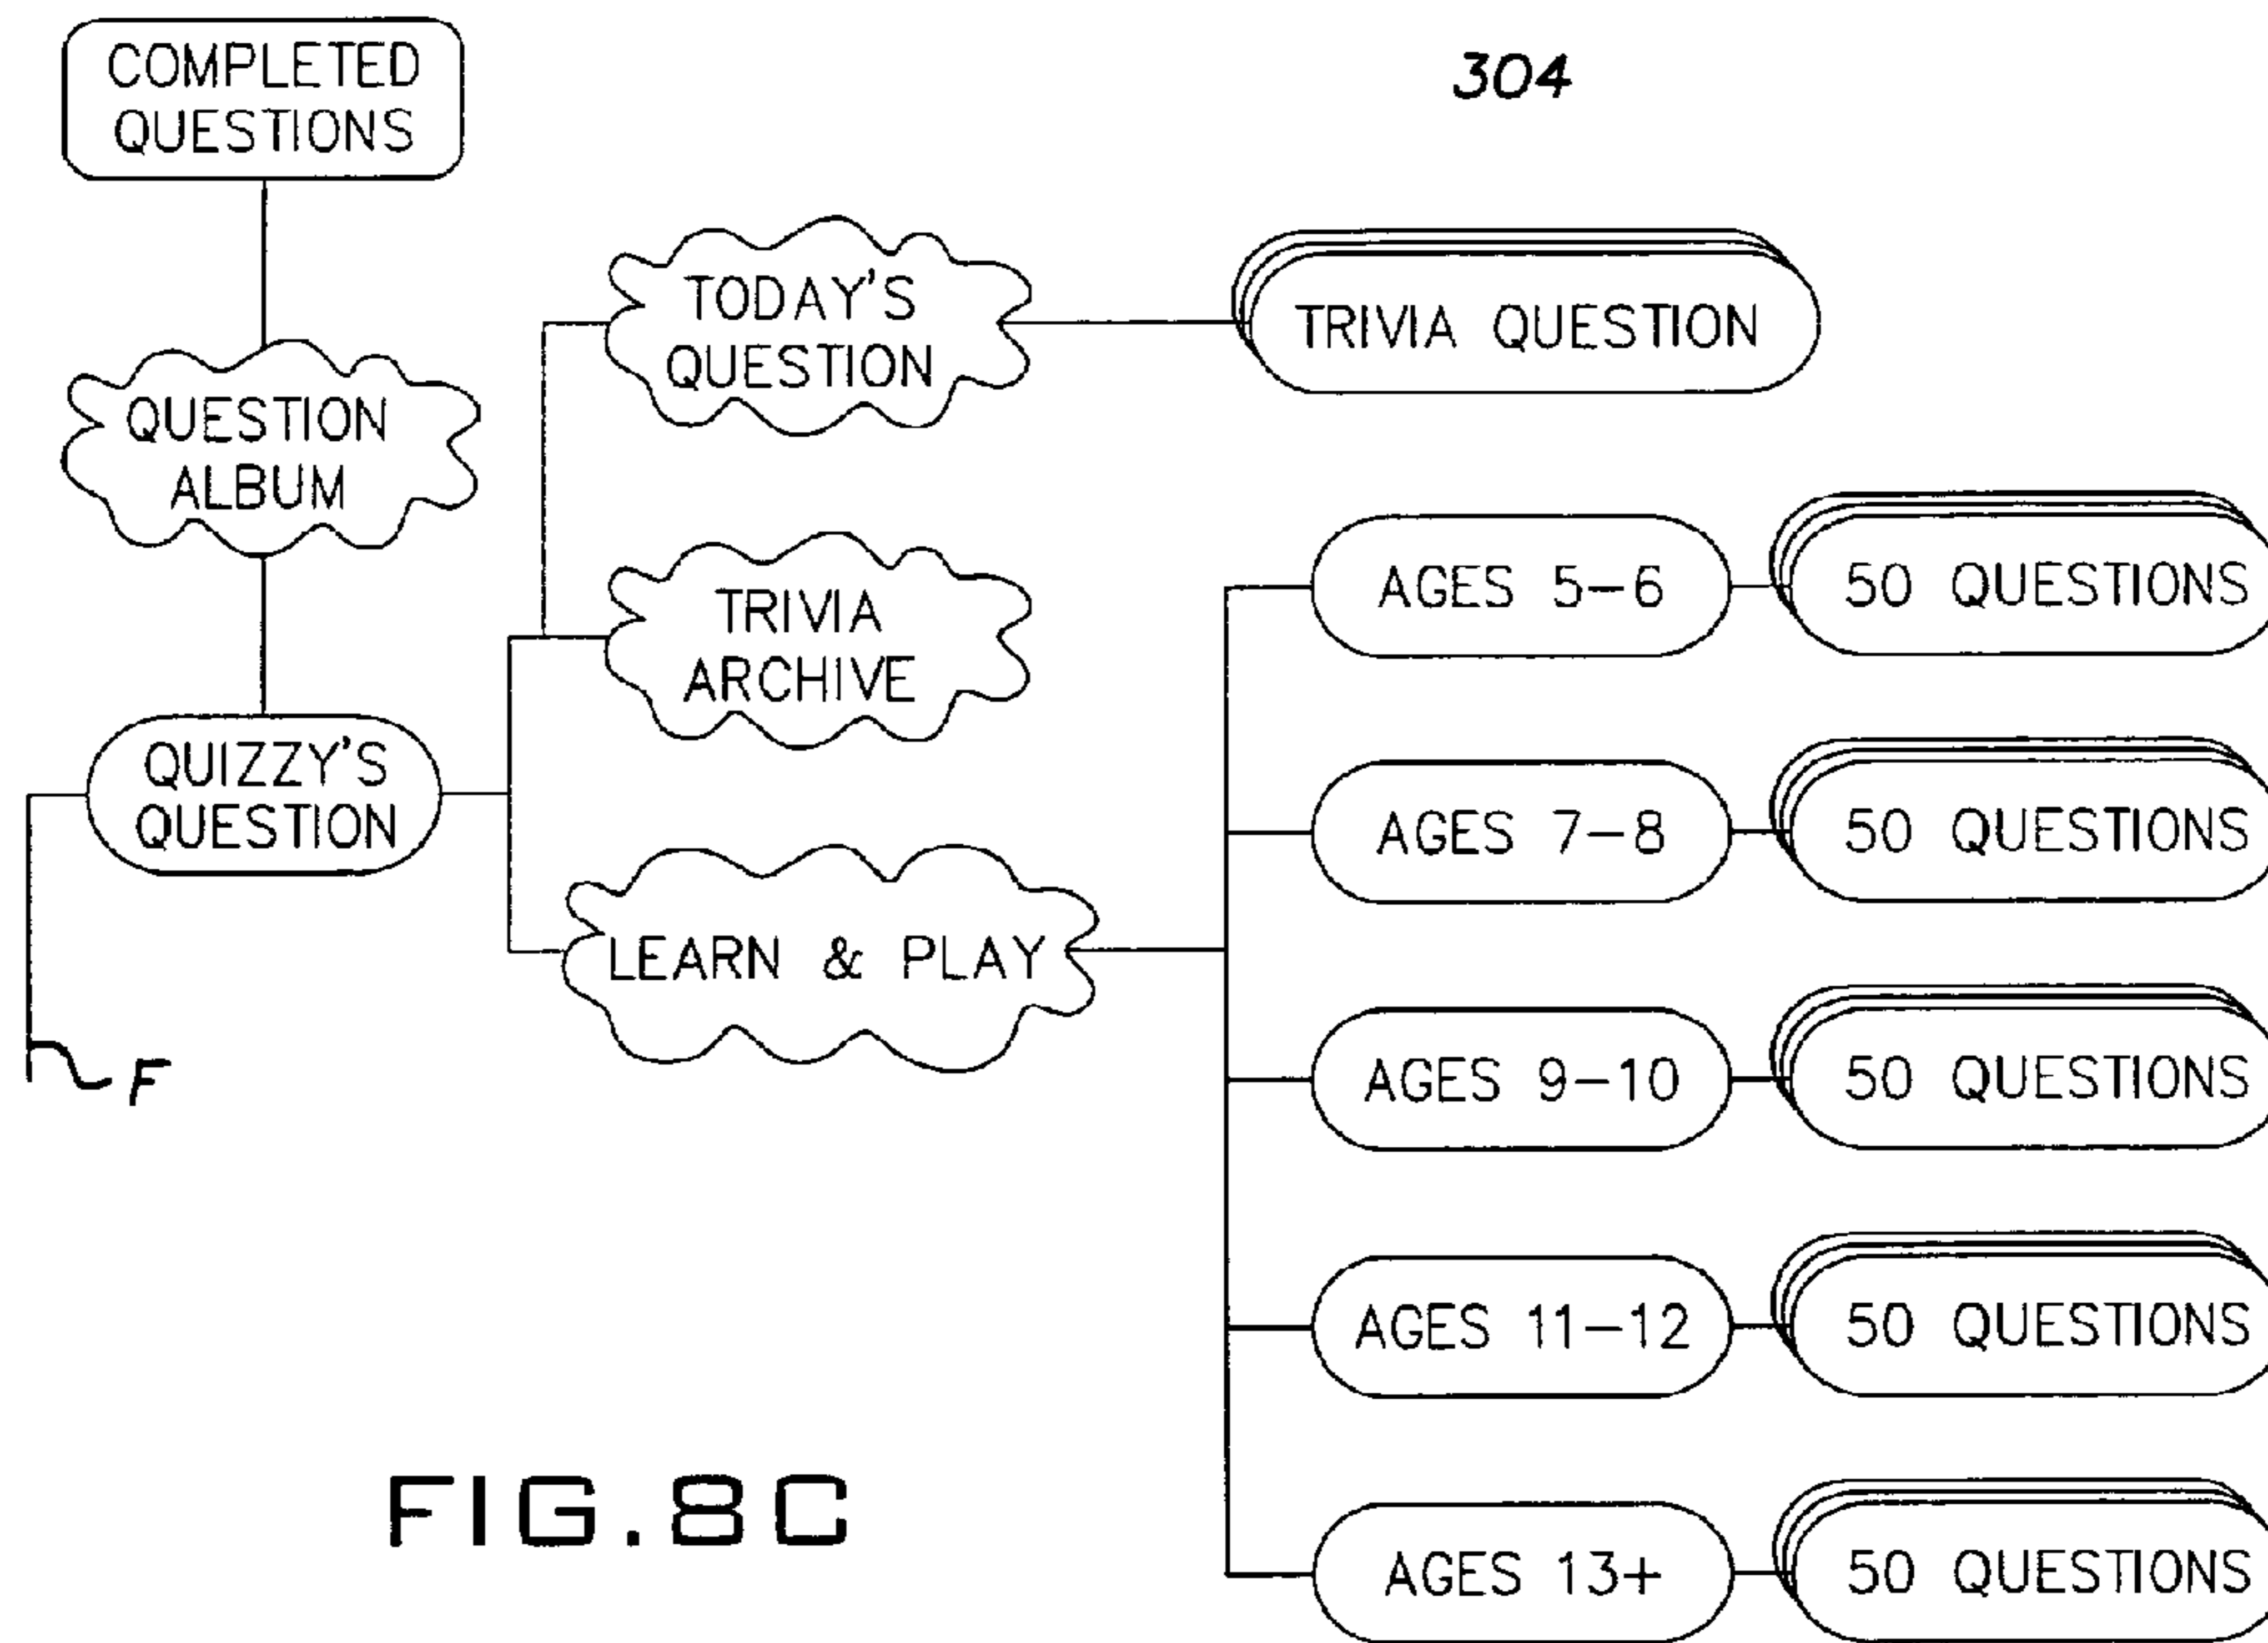 COMPLETED
QUESTIONS
304
TODAY'S
QUESTION
TRIVIA QUESTION
QUESTION
ALBUM
TRIVIA
ARCHIVE
AGES 5-6
50 QUESTIONS
QUIZZY'S
QUESTION
AGES 7-8
50 QUESTIONS
LEARN & PLAY
F
AGES 9-10
50 QUESTIONS
AGES 11-12
50 QUESTIONS
AGES 13+
50 QUESTIONS
FIG.8C